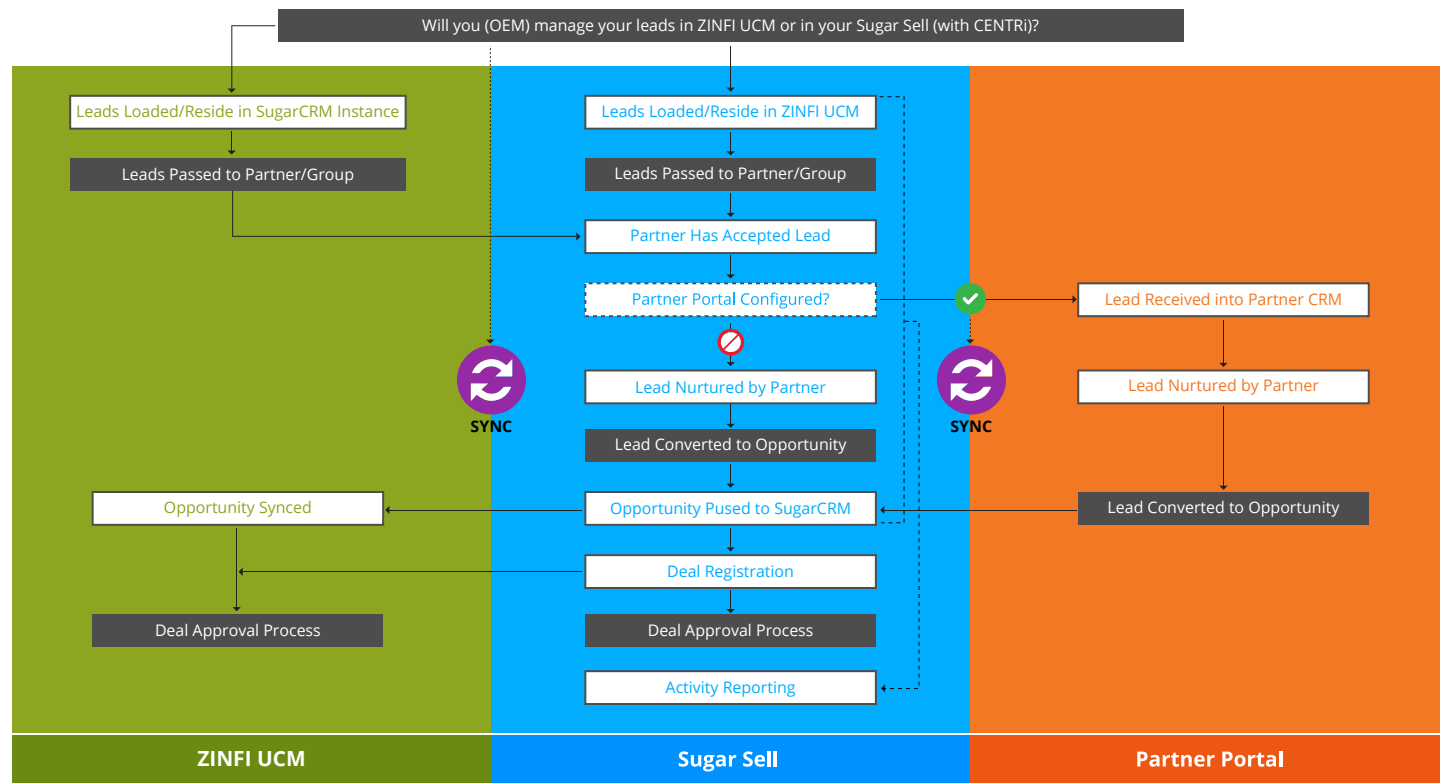 Will you (OEM) manage your leads in ZINFI UCM or in your Sugar Sell (with CENTRi)?
Leads Loaded/Reside in SugarCRM Instance
Leads Passed to Partner/Group
Leads Loaded/Reside in ZINFI UCM
Leads Passed to Partner/Group
Partner Has Accepted Lead
Partner Portal Configured?
Lead Received into Partner CRM
Lead Nurtured by Partner
Lead Nurtured by Partner
SYNC
SYNC
Lead Converted to Opportunity
Opportunity Synced
Opportunity Pused to SugarCRM
Lead Converted to Opportunity
Deal Registration
Deal Approval Process
Deal Approval Process
Activity Reporting
ZINFI UCM
Sugar Sell
Partner Portal